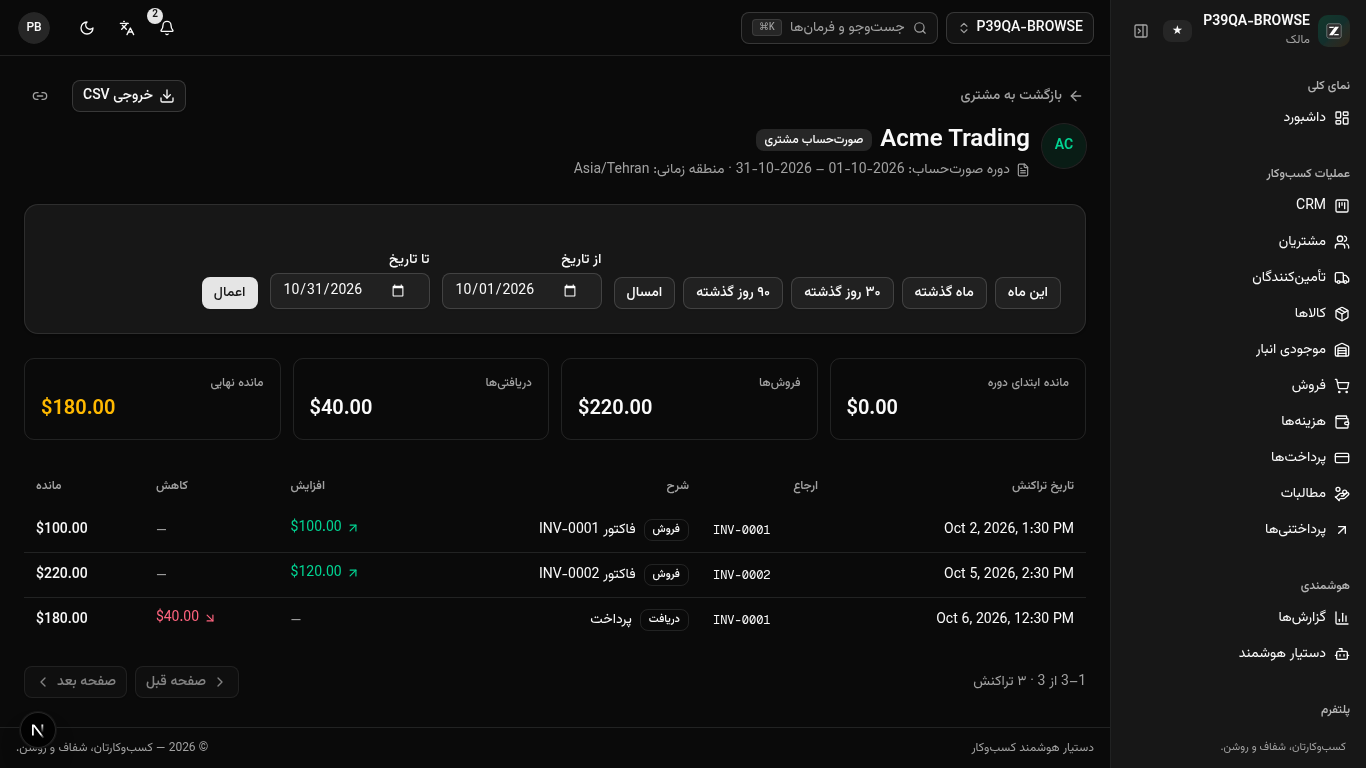 P39QA-BROWSE
مالک
نمای کلی
داشبورد
عملیات کسب‌وکار
CRM
مشتریان
تأمین‌کنندگان
کالاها
موجودی انبار
فروش
هزینه‌ها
پرداخت‌ها
مطالبات
پرداختنی‌ها
هوشمندی
گزارش‌ها
دستیار هوشمند
پلتفرم
کسب‌وکارتان، شفاف و روشن.
P39QA-BROWSE
جست‌وجو و فرمان‌ها ⌘K
2
PB
بازگشت به مشتری
خروجی CSV
AC
Acme Trading صورت‌حساب مشتری
دوره صورت‌حساب: 2026-10-01 – 2026-10-31 · منطقه زمانی: Asia/Tehran
از تاریخ تا تاریخ
این ماه ماه گذشته ۳۰ روز گذشته ۹۰ روز گذشته امسال 10/01/2026 10/31/2026 اعمال
مانده ابتدای دوره فروش‌ها دریافتی‌ها مانده نهایی
$0.00 $220.00 $40.00 $180.00
تاریخ تراکنش ارجاع شرح افزایش کاهش مانده
Oct 2, 2026, 1:30 PM INV-0001 فروش فاکتور INV-0001 $100.00 — $100.00
Oct 5, 2026, 2:30 PM INV-0002 فروش فاکتور INV-0002 $120.00 — $220.00
Oct 6, 2026, 12:30 PM INV-0001 دریافت پرداخت — $40.00 $180.00
1–3 از 3 · ۳ تراکنش
صفحه قبل صفحه بعد
N
دستیار هوشمند کسب‌وکار
© 2026 — کسب‌وکارتان، شفاف و روشن.